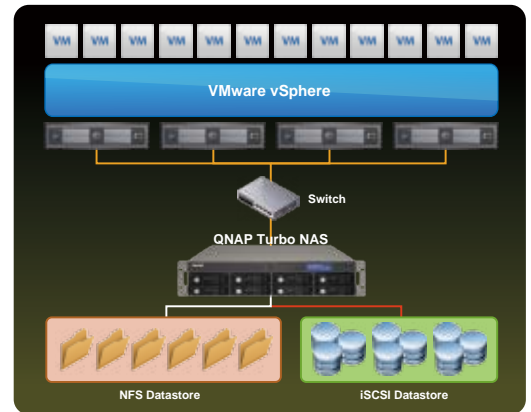 VM VM VM VM VM VM VM VM VM VM VM VM
VMware vSphere
Switch
QNAP Turbo NAS
NFS Datastore
iSCSI Datastore